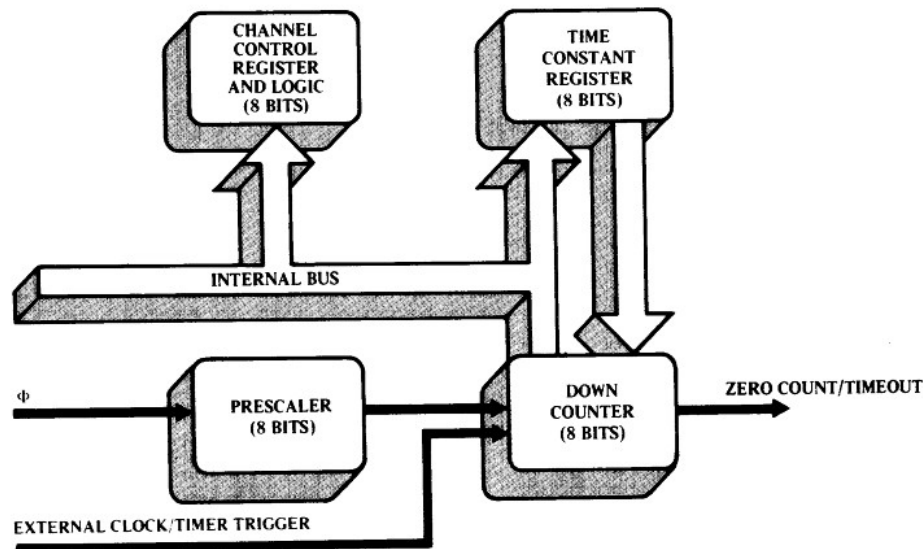 CHANNEL
CONTROL
REGISTER
AND LOGIC
(8 BITS)
TIME
CONSTANT
REGISTER
(8 BITS)
INTERNAL BUS
Φ
PRESCALER
(8 BITS)
DOWN
COUNTER
(8 BITS)
ZERO COUNT/TIMEOUT
EXTERNAL CLOCK/TIMER TRIGGER